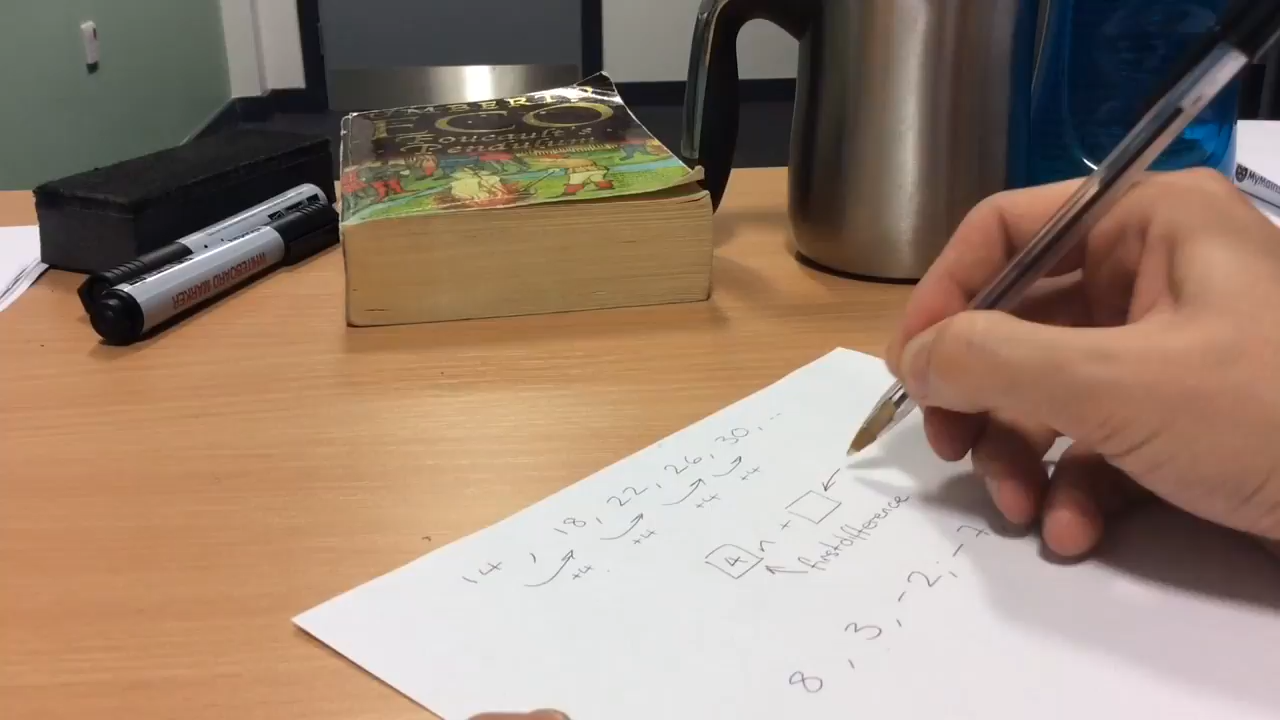 UMBERTO
ECO
Foucault's
Pendulum
WHITEBOARD MARKER
14, 18, 22, 26, 30, ...
+4 +4 +4 +4
4 n +
first difference
8, 3, -2, -7